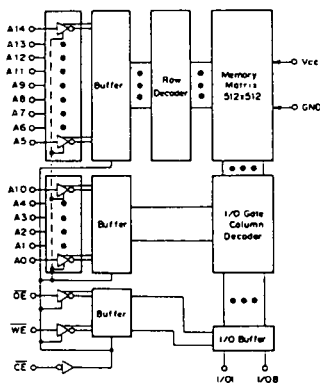 A14
A13
A12
A11
A9
A8
A7
A6
A5
Buffer
Row
Decoder
Memory
Matrix
512x512
Vcc
GND
A10
A4
A3
A2
A1
A0
Buffer
I/O Gate
Column
Decoder
OE
WE
CE
Buffer
I/O Buffer
I/O1
I/O8